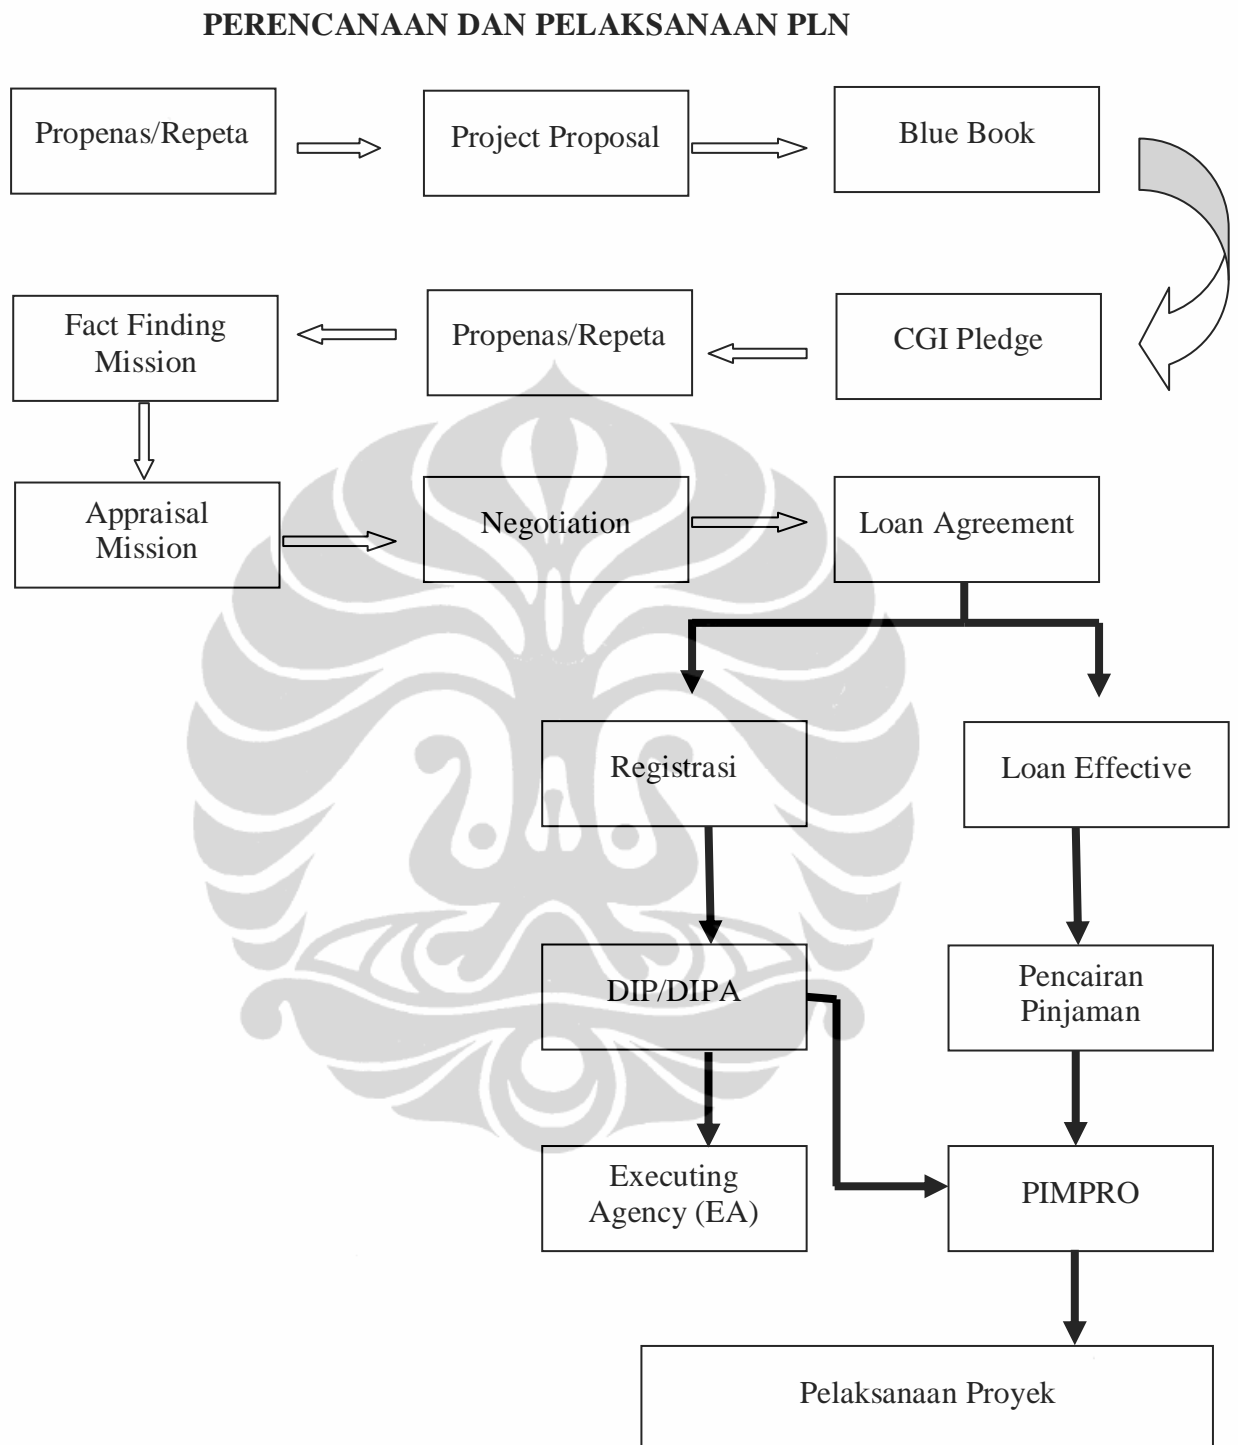 PERENCANAAN DAN PELAKSANAAN PLN
Propenas/Repeta
Project Proposal
Blue Book
Fact Finding
Mission
Propenas/Repeta
CGI Pledge
Appraisal
Mission
Negotiation
Loan Agreement
Registrasi
Loan Effective
DIP/DIPA
Pencairan
Pinjaman
Executing
Agency (EA)
PIMPRO
Pelaksanaan Proyek